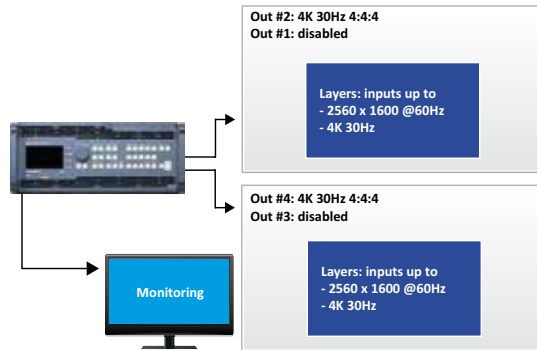 Out #2: 4K 30Hz 4:4:4
Out #1: disabled
Layers: inputs up to
- 2560 x 1600 @60Hz
- 4K 30Hz
Out #4: 4K 30Hz 4:4:4
Out #3: disabled
Layers: inputs up to
- 2560 x 1600 @60Hz
- 4K 30Hz
Monitoring